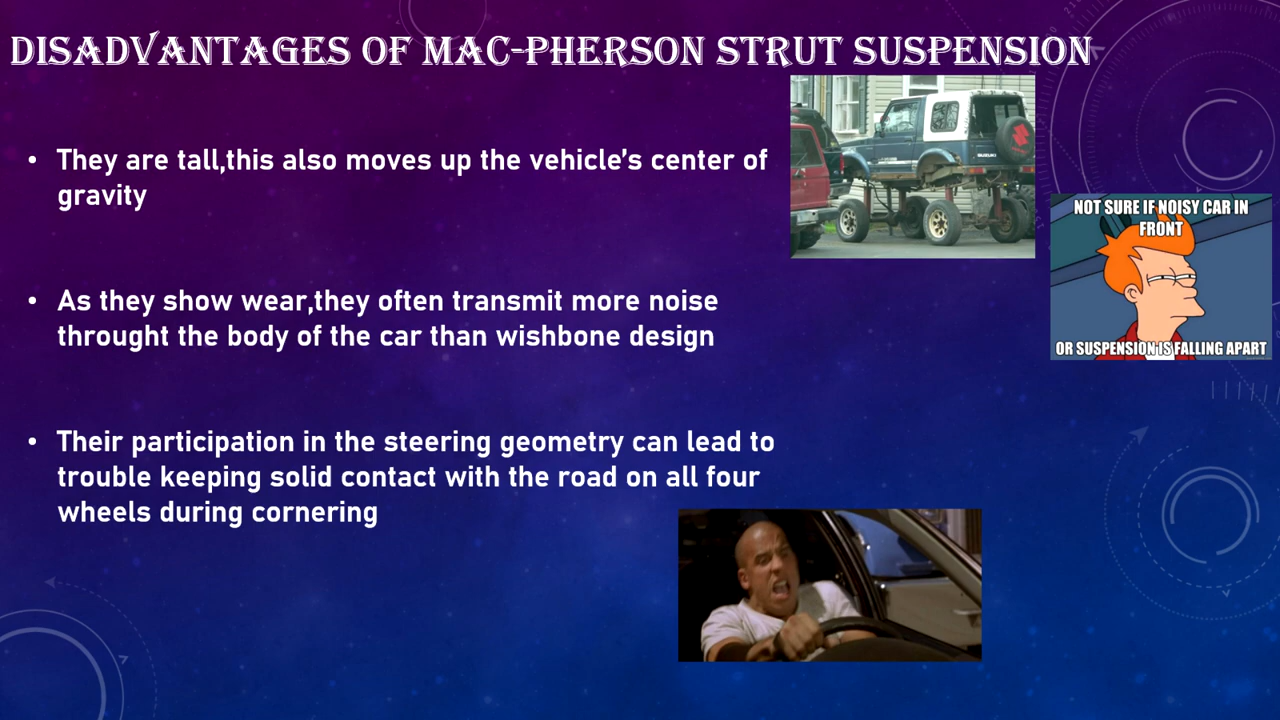 DISADVANTAGES OF MAC-PHERSON STRUT SUSPENSION
• They are tall,this also moves up the vehicle’s center of
gravity
SUZUKI
NOT SURE IF NOISY CAR IN
FRONT
OR SUSPENSION IS FALLING APART
• As they show wear,they often transmit more noise
throught the body of the car than wishbone design
• Their participation in the steering geometry can lead to
trouble keeping solid contact with the road on all four
wheels during cornering